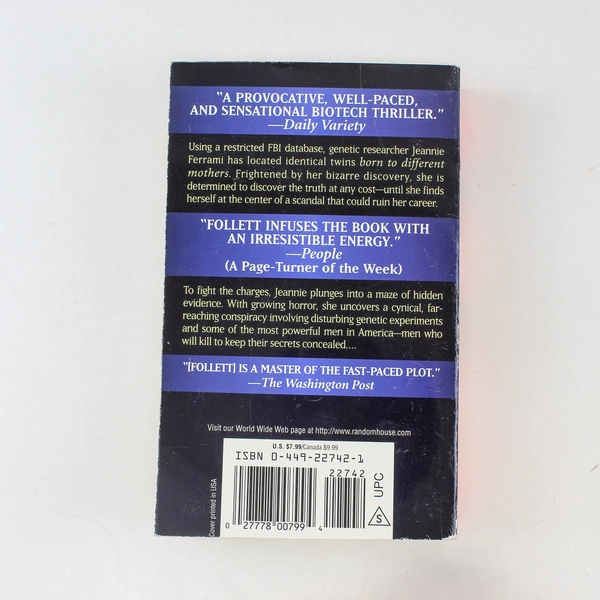 “A PROVOCATIVE, WELL-PACED,
AND SENSATIONAL BIOTECH THRILLER.”
—Daily Variety
Using a restricted FBI database, genetic researcher Jeannie
Ferrami has located identical twins born to different
mothers. Frightened by her bizarre discovery, she is
determined to discover the truth at any cost—until she finds
herself at the center of a scandal that could ruin her career.
“FOLLETT INFUSES THE BOOK WITH
AN IRRESISTIBLE ENERGY.”
—People
(A Page-Turner of the Week)
To fight the charges, Jeannie plunges into a maze of hidden
evidence. With growing horror, she uncovers a cynical, far-
reaching conspiracy involving disturbing genetic experiments
and some of the most powerful men in America—men who
will kill to keep their secrets concealed....
“[FOLLETT] IS A MASTER OF THE FAST-PACED PLOT.”
—The Washington Post
Visit our World Wide Web page at http://www.randomhouse.com
U.S. $7.99/Canada $9.99
ISBN 0-449-22742-1
22742
0 27778 00799 4
S
UPC
Cover printed in USA